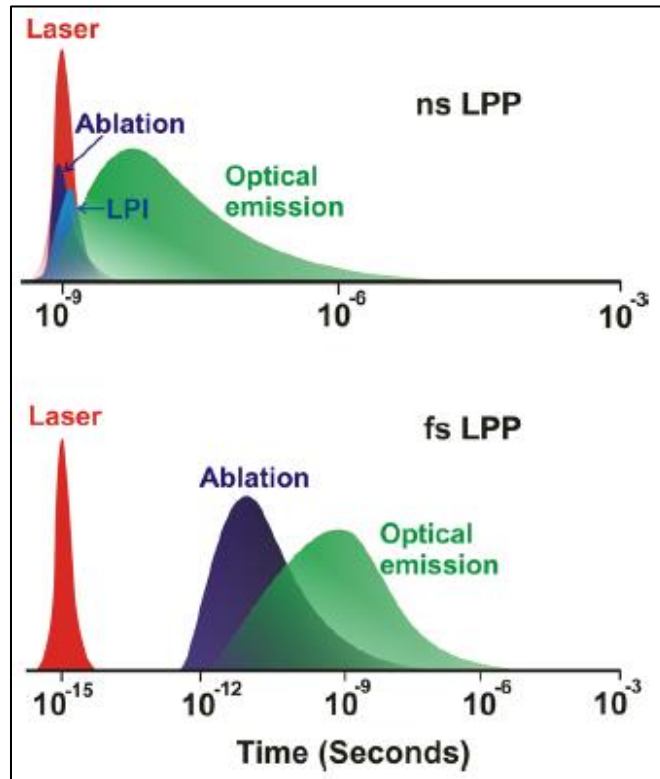 Laser
ns LPP
Ablation
Optical
emission
LPI
10⁻⁹ 10⁻⁶ 10⁻³
Laser
fs LPP
Ablation
Optical
emission
10⁻¹⁵ 10⁻¹² 10⁻⁹ 10⁻⁶ 10⁻³
Time (Seconds)